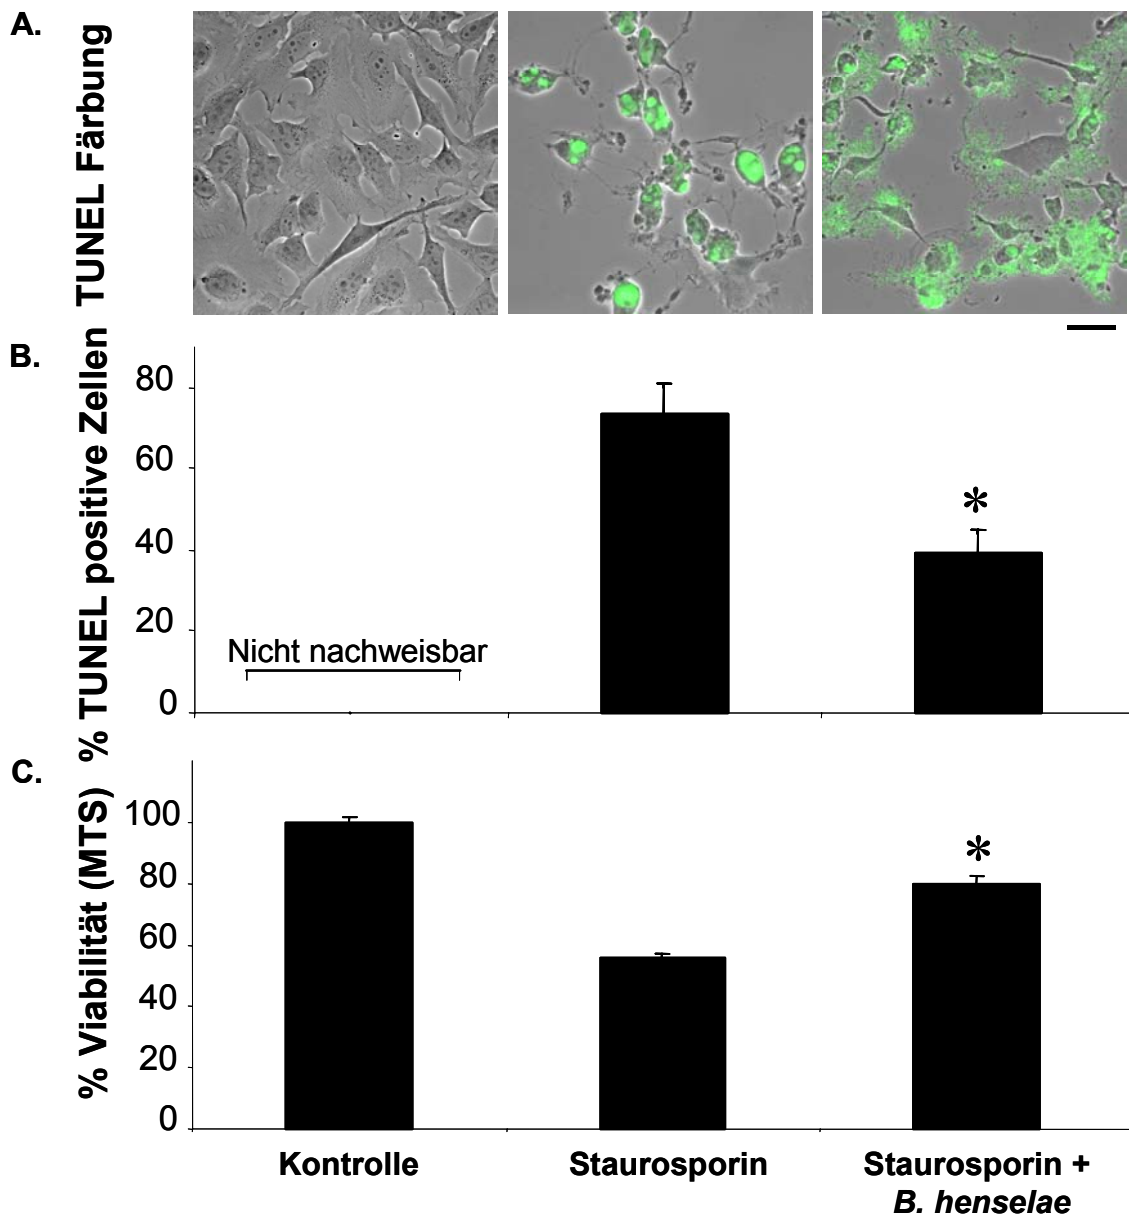 A.
TUNEL Färbung
B.
% TUNEL positive Zellen
80
60
40
20
0
Nicht nachweisbar
*
C.
% Viabilität (MTS)
100
80
60
40
20
0
*
Kontrolle
Staurosporin
Staurosporin +
B. henselae